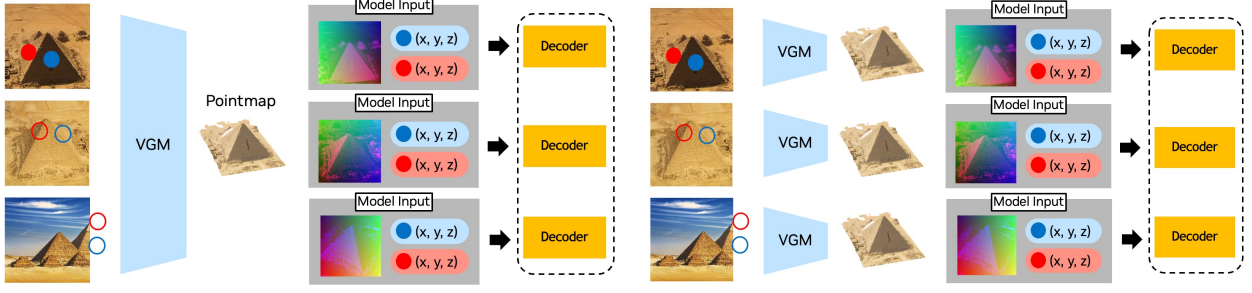 VGM
Pointmap
Model Input
(x, y, z)
(x, y, z)
Decoder
Model Input
(x, y, z)
(x, y, z)
Decoder
Model Input
(x, y, z)
(x, y, z)
Decoder
VGM
Model Input
(x, y, z)
(x, y, z)
Decoder
VGM
Model Input
(x, y, z)
(x, y, z)
Decoder
VGM
Model Input
(x, y, z)
(x, y, z)
Decoder